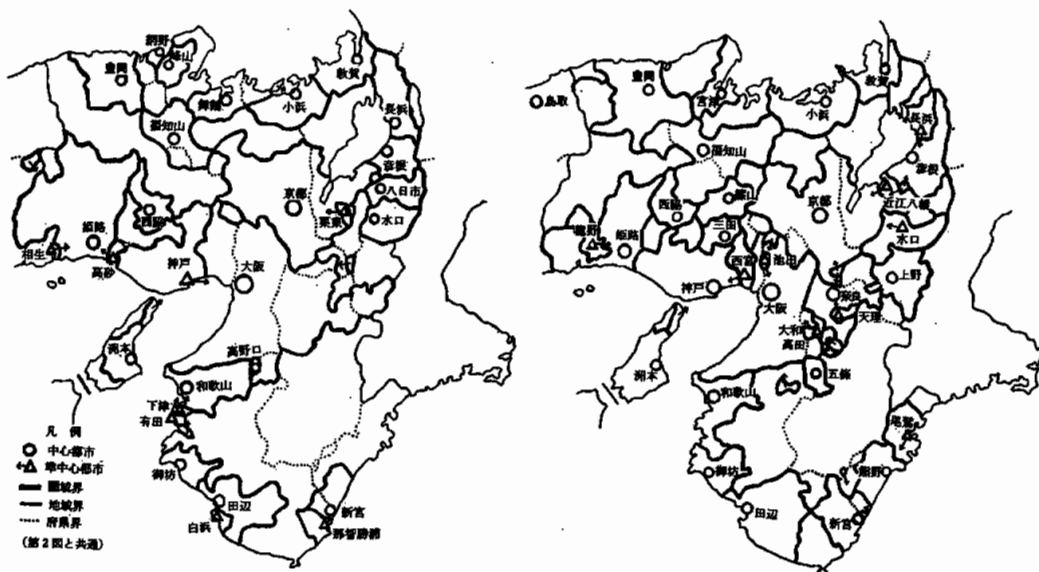 網野
峰山
豊岡
敦賀
舞鶴
小浜
長浜
福知山
彦根
八日市
京都
栗東
水口
西脇
姫路
相生
高砂
神戸
大阪
洲本
高野口
和歌山
下津
有田
御坊
田辺
白浜
新宮
那智勝浦
凡 例
中心都市
準中心都市
圏域界
地域界
府県界
(第2図と共通)
豊岡
鳥取
宮津
小浜
敦賀
長浜
福知山
彦根
西脇
篠山
京都
近江八幡
三田
水口
龍野
姫路
西宮
池田
上野
神戸
大阪
奈良
天理
大和
高田
洲本
五條
和歌山
尾鷲
御坊
熊野
田辺
新宮